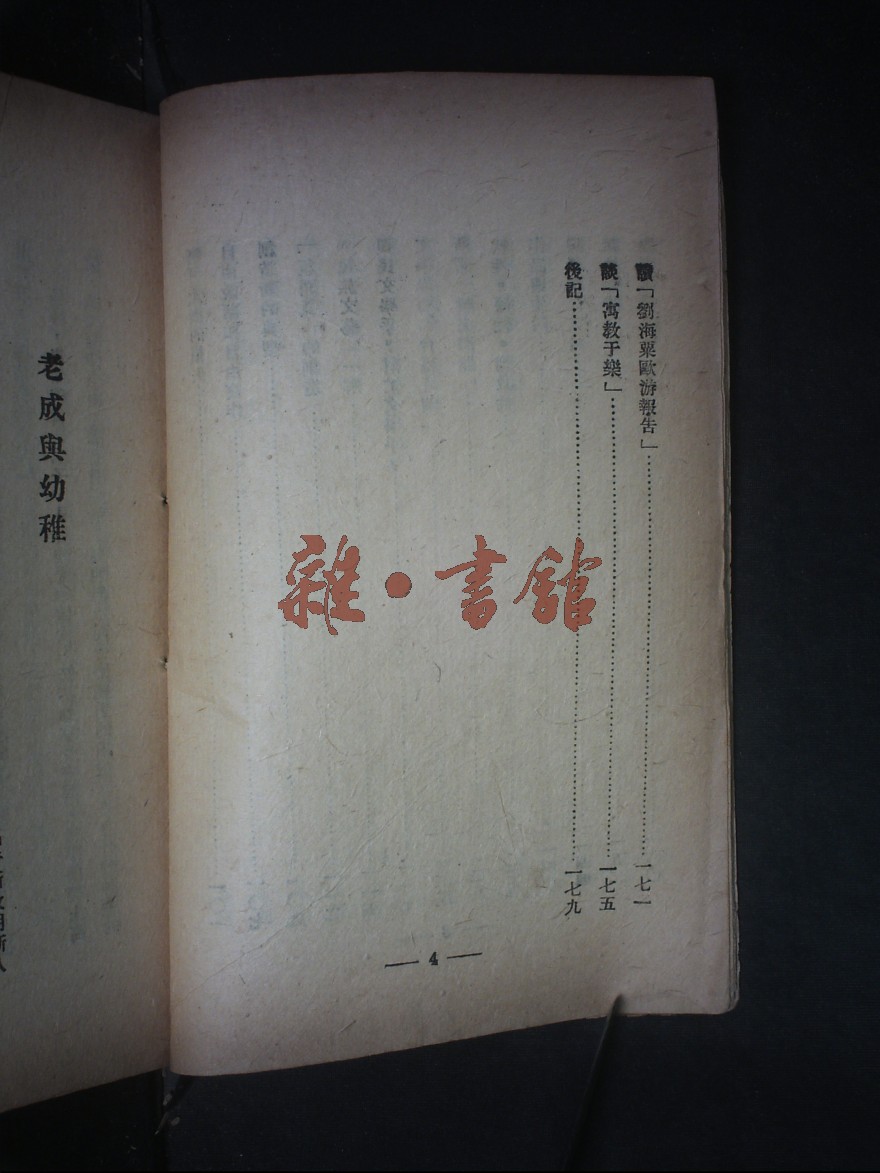 讀「劉海粟歐游報告」……一七一
談「寓教于樂」……一七五
後記……一七九
— 4 —
老成與幼稚
雜·書館